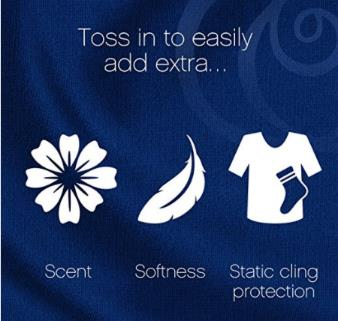 Toss in to easily
add extra...
Scent
Softness
Static cling
protection